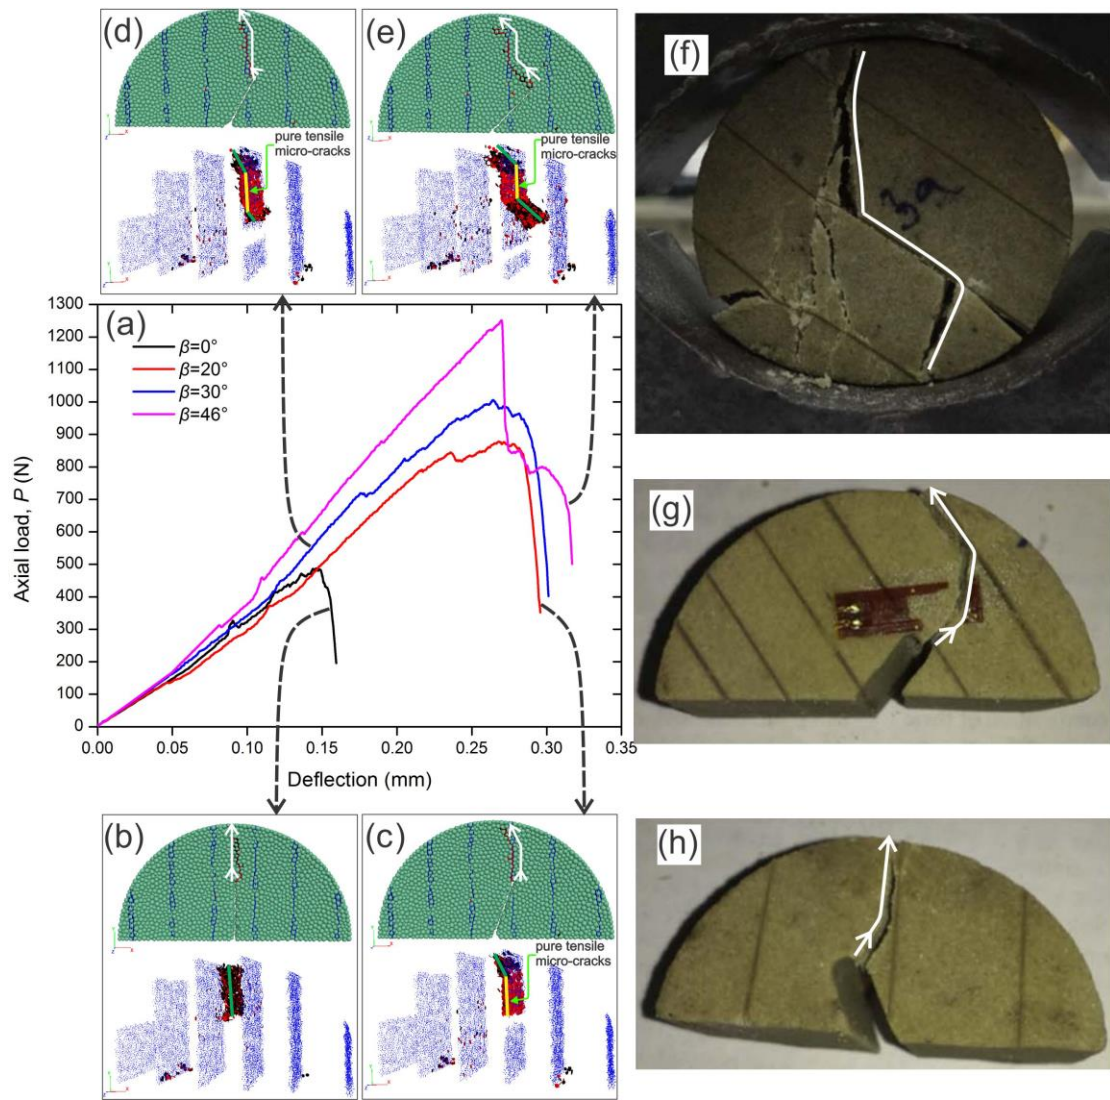 (d)
(e)
(f)
pure tensile
micro-cracks
pure tensile
micro-cracks
3a
(a)
1300
1200
1100
1000
900
800
700
600
500
400
300
200
100
0
Axial load, P (N)
β=0°
β=20°
β=30°
β=46°
0.00 0.05 0.10 0.15 0.20 0.25 0.30 0.35
Deflection (mm)
(g)
(b)
(c)
(h)
pure tensile
micro-cracks